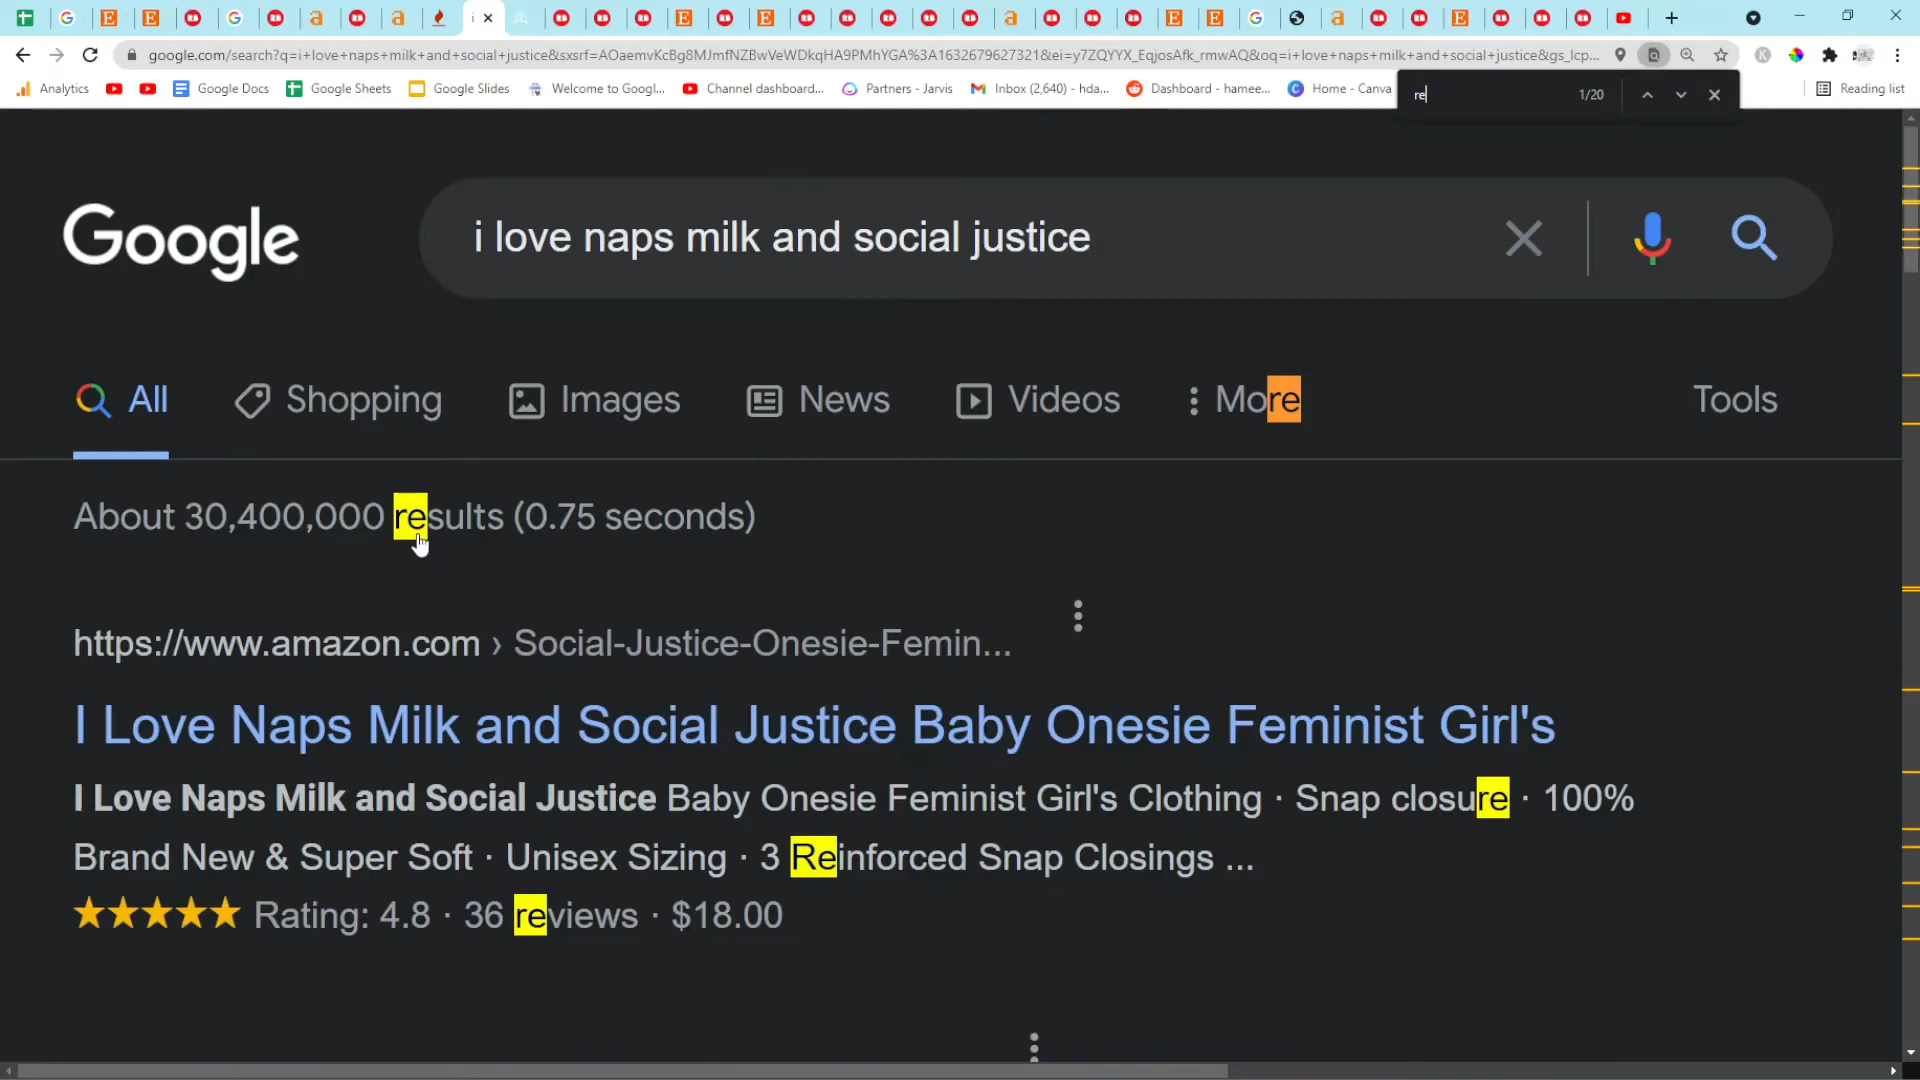 google.com/search?q=i+love+naps+milk+and+social+justice&sxsrf=AOaemvKcBg8MJmfNZBwVeWDkqHA9PMhYGA%3A1632679627321&ei=y7ZQYYX_EqjosAfk_rmwAQ&oq=i+love+naps+milk+and+social+justice&gs_lcp...
Analytics Google Docs Google Sheets Google Slides Welcome to Googl... Channel dashboard... Partners - Jarvis Inbox (2,640) - hda... Dashboard - hamee... Home - Canva Reading list
re 1/20
Google i love naps milk and social justice
All Shopping Images News Videos More Tools
About 30,400,000 results (0.75 seconds)
https://www.amazon.com › Social-Justice-Onesie-Femin...
I Love Naps Milk and Social Justice Baby Onesie Feminist Girl's
I Love Naps Milk and Social Justice Baby Onesie Feminist Girl's Clothing · Snap closure · 100%
Brand New & Super Soft · Unisex Sizing · 3 Reinforced Snap Closings ...
Rating: 4.8 · 36 reviews · $18.00